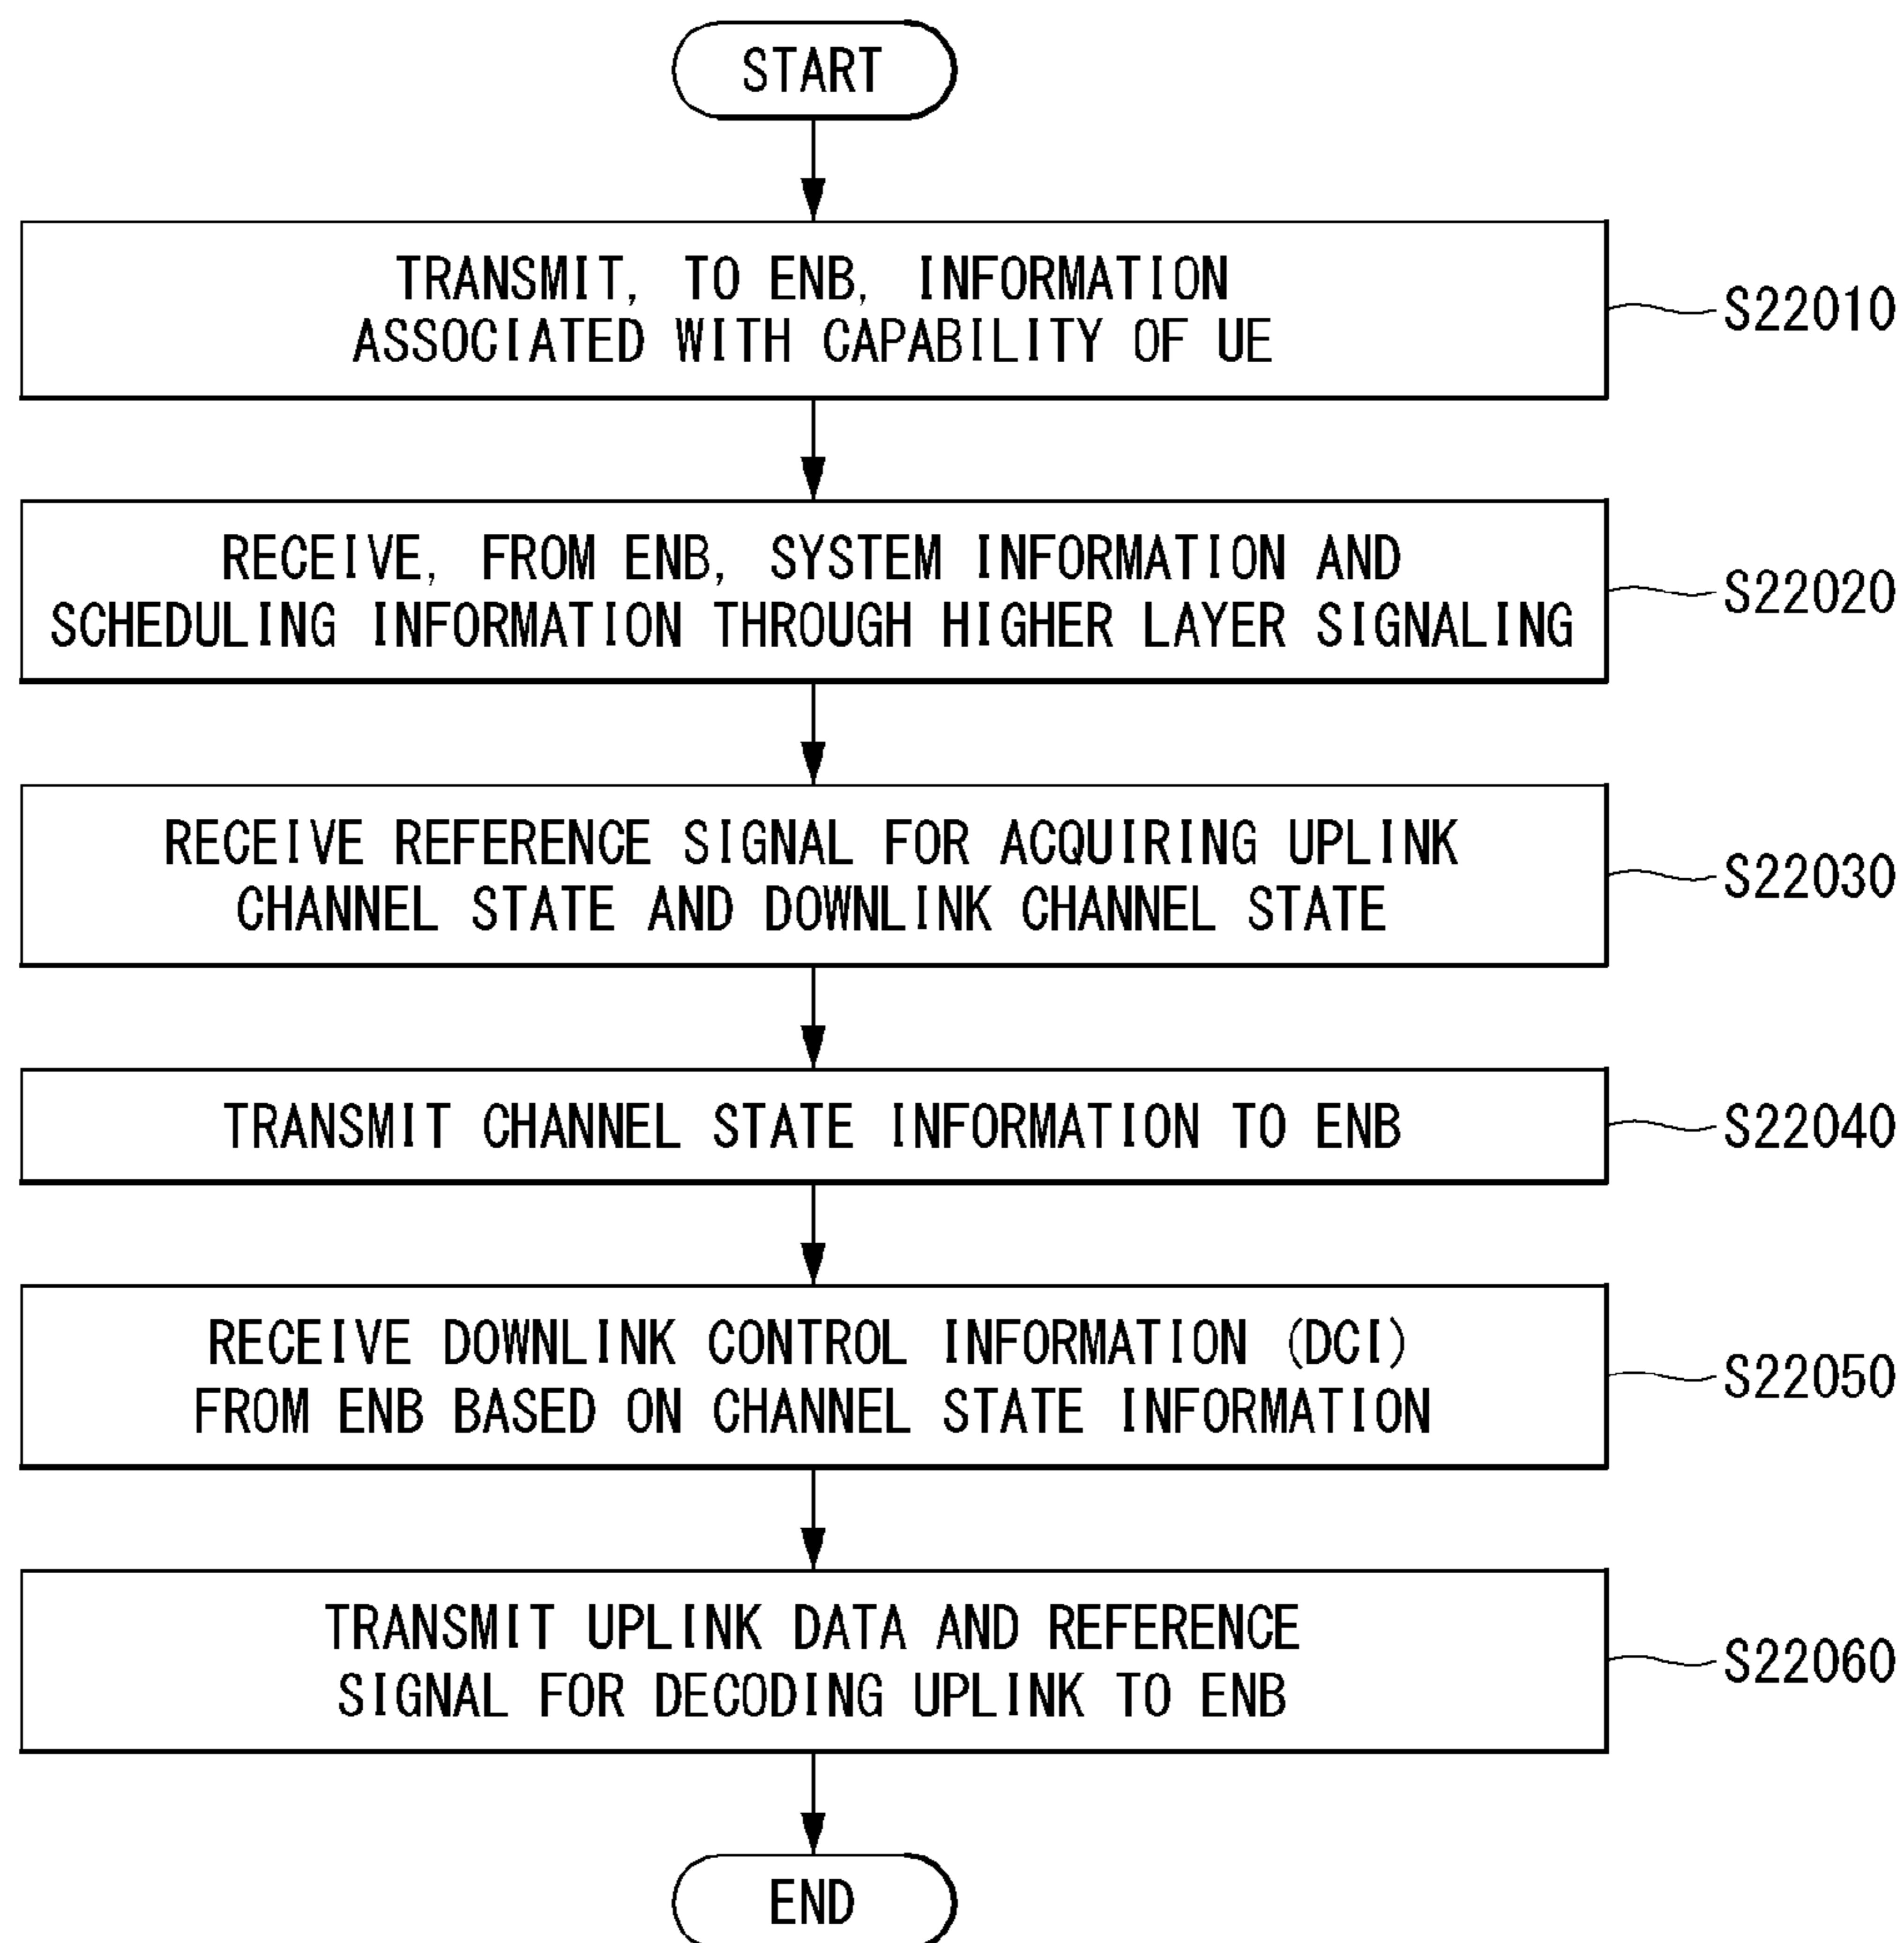 START
TRANSMIT, TO ENB, INFORMATION
ASSOCIATED WITH CAPABILITY OF UE
S22010
RECEIVE, FROM ENB, SYSTEM INFORMATION AND
SCHEDULING INFORMATION THROUGH HIGHER LAYER SIGNALING
S22020
RECEIVE REFERENCE SIGNAL FOR ACQUIRING UPLINK
CHANNEL STATE AND DOWNLINK CHANNEL STATE
S22030
TRANSMIT CHANNEL STATE INFORMATION TO ENB
S22040
RECEIVE DOWNLINK CONTROL INFORMATION (DCI)
FROM ENB BASED ON CHANNEL STATE INFORMATION
S22050
TRANSMIT UPLINK DATA AND REFERENCE
SIGNAL FOR DECODING UPLINK TO ENB
S22060
END